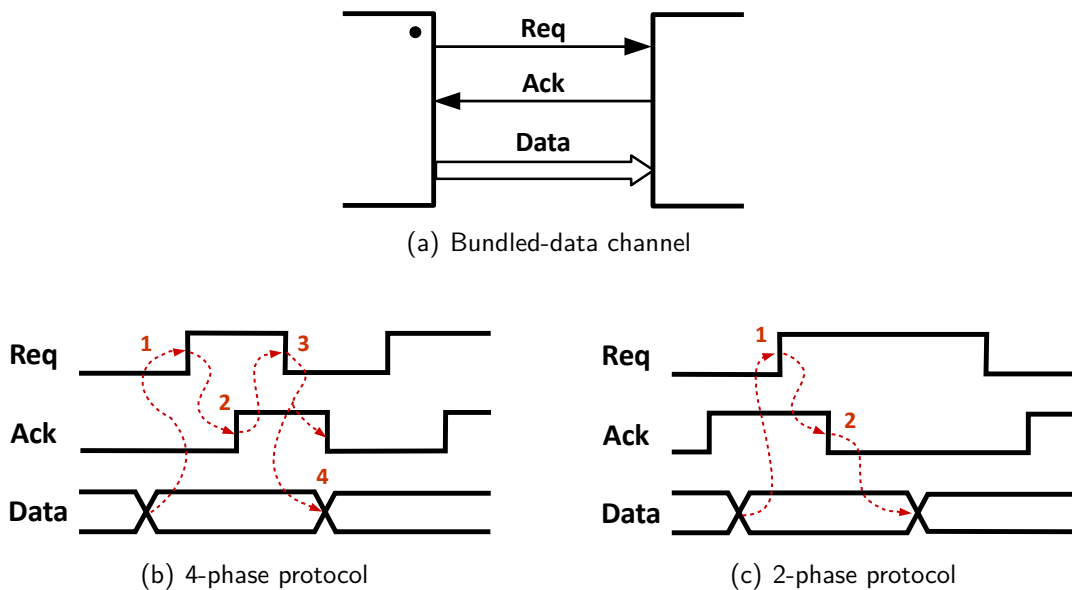 Req
Ack
Data
(a) Bundled-data channel
Req
1
3
2
Ack
4
Data
(b) 4-phase protocol
1
Req
2
Ack
Data
(c) 2-phase protocol